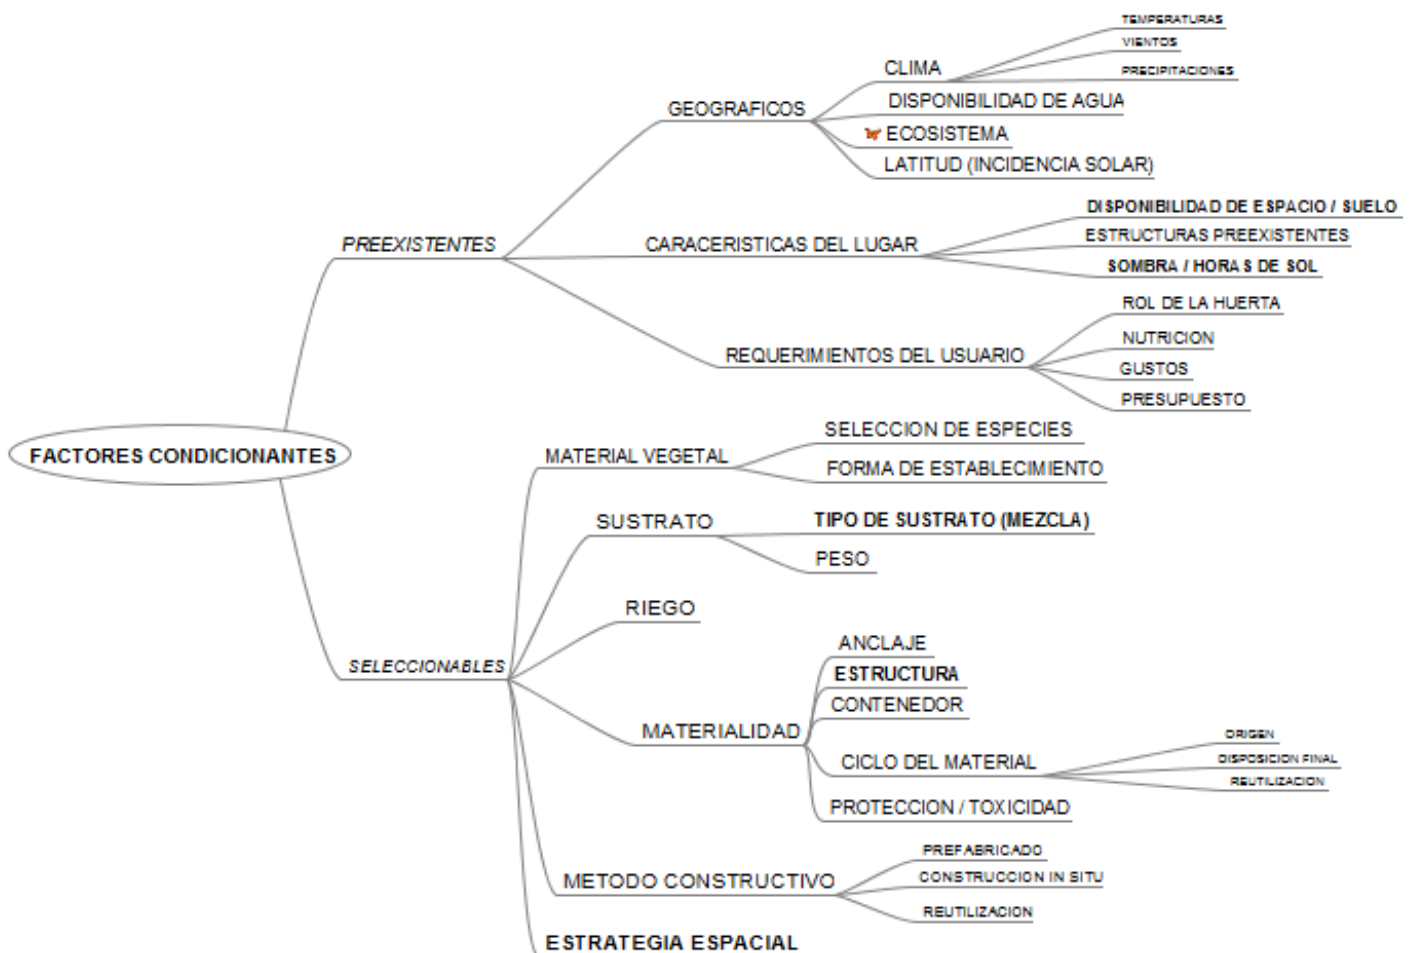 FACTORES CONDICIONANTES
PREEXISTENTES
GEOGRAFICOS
CLIMA
TEMPERATURAS
VIENTOS
PRECIPITACIONES
DISPONIBILIDAD DE AGUA
ECOSISTEMA
LATITUD (INCIDENCIA SOLAR)
CARACERISTICAS DEL LUGAR
DISPONIBILIDAD DE ESPACIO / SUELO
ESTRUCTURAS PREEXISTENTES
SOMBRA / HORAS DE SOL
REQUERIMIENTOS DEL USUARIO
ROL DE LA HUERTA
NUTRICION
GUSTOS
PRESUPUESTO
SELECCIONABLES
MATERIAL VEGETAL
SELECCION DE ESPECIES
FORMA DE ESTABLECIMIENTO
SUSTRATO
TIPO DE SUSTRATO (MEZCLA)
PESO
RIEGO
MATERIALIDAD
ANCLAJE
ESTRUCTURA
CONTENEDOR
CICLO DEL MATERIAL
ORIGEN
DISPOSICION FINAL
REUTILIZACION
PROTECCION / TOXICIDAD
METODO CONSTRUCTIVO
PREFABRICADO
CONSTRUCCION IN SITU
REUTILIZACION
ESTRATEGIA ESPACIAL